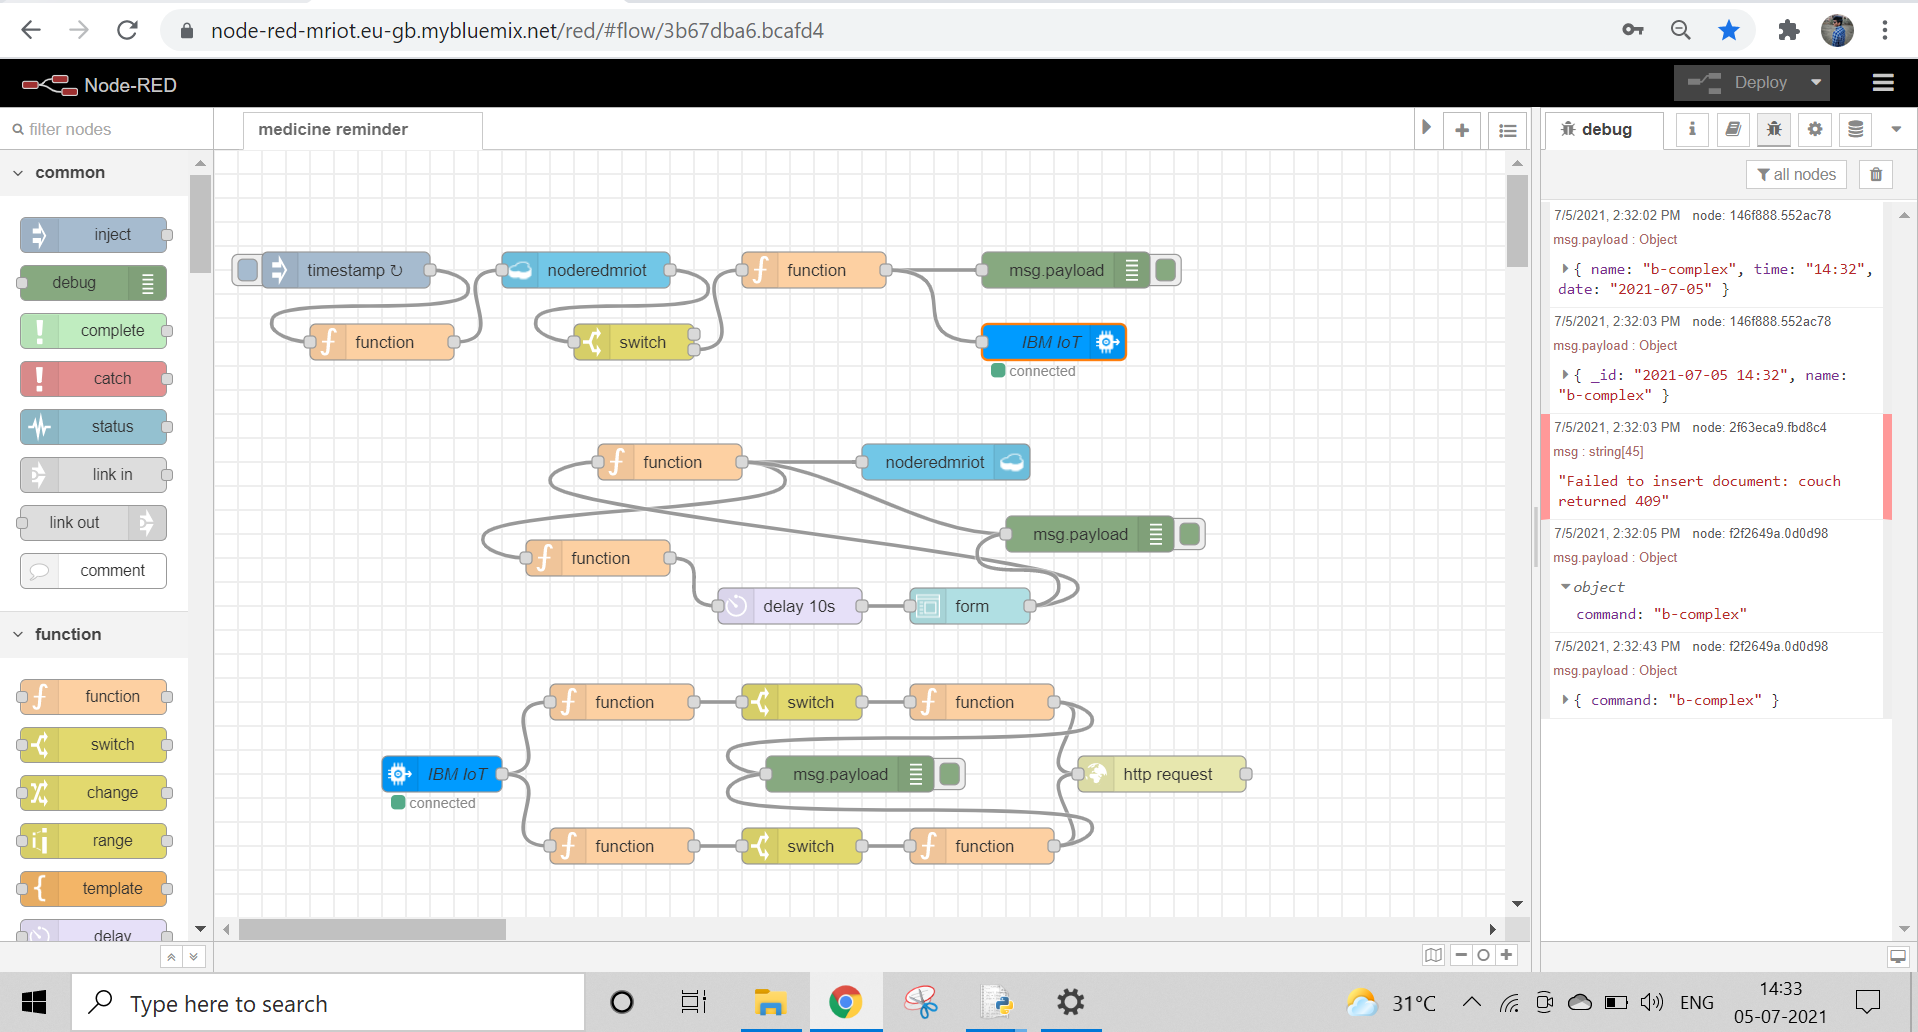 node-red-mriot.eu-gb.mybluemix.net/red/#flow/3b67dba6.bcafd4
Node-RED
Deploy
filter nodes
medicine reminder
debug
i
all nodes
common
inject
debug
complete
catch
status
link in
link out
comment
function
function
switch
change
range
template
delay
timestamp ↻
noderedmriot
function
msg.payload
function
switch
IBM IoT
connected
function
noderedmriot
msg.payload
function
delay 10s
form
function
switch
function
IBM IoT
connected
msg.payload
http request
function
switch
function
7/5/2021, 2:32:02 PM node: 146f888.552ac78
msg.payload : Object
{ name: "b-complex", time: "14:32",
date: "2021-07-05" }
7/5/2021, 2:32:03 PM node: 146f888.552ac78
msg.payload : Object
{ _id: "2021-07-05 14:32", name:
"b-complex" }
7/5/2021, 2:32:03 PM node: 2f63eca9.fbd8c4
msg : string[45]
"Failed to insert document: couch
returned 409"
7/5/2021, 2:32:05 PM node: f2f2649a.0d0d98
msg.payload : Object
object
command: "b-complex"
7/5/2021, 2:32:43 PM node: f2f2649a.0d0d98
msg.payload : Object
{ command: "b-complex" }
Type here to search
31°C
ENG
14:33
05-07-2021